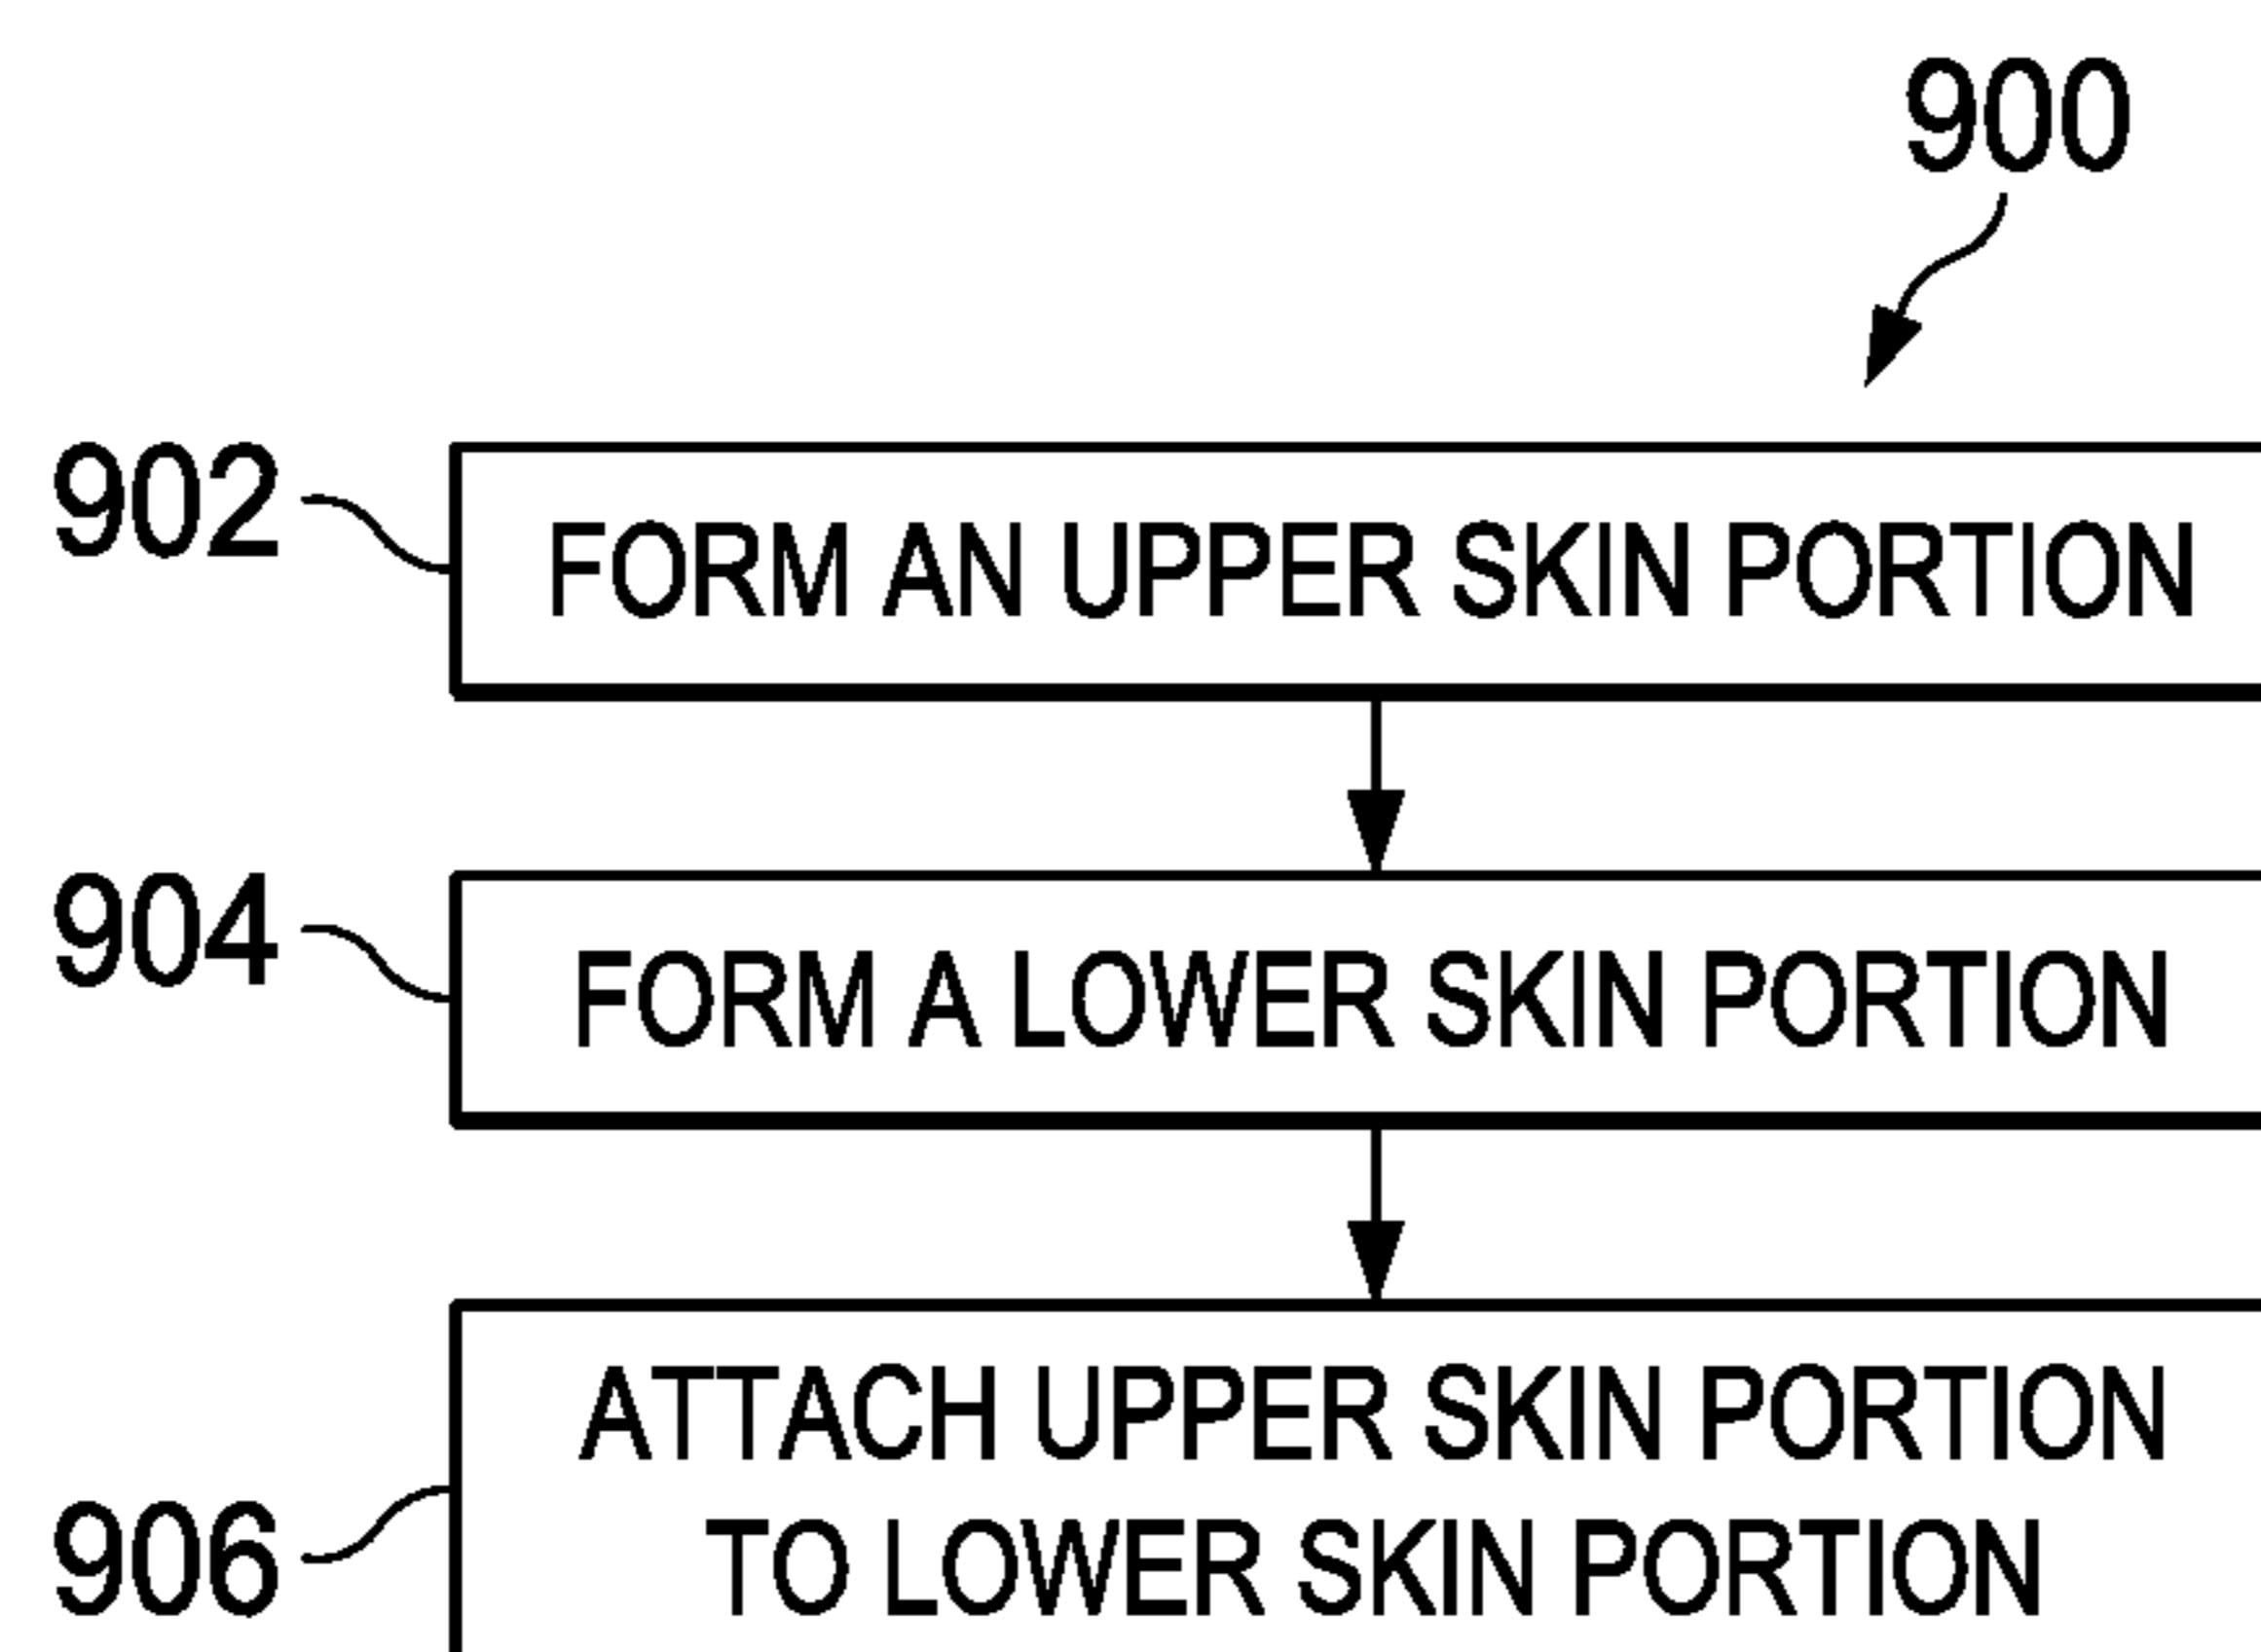 900
902
FORM AN UPPER SKIN PORTION
904
FORM A LOWER SKIN PORTION
ATTACH UPPER SKIN PORTION
906
TO LOWER SKIN PORTION